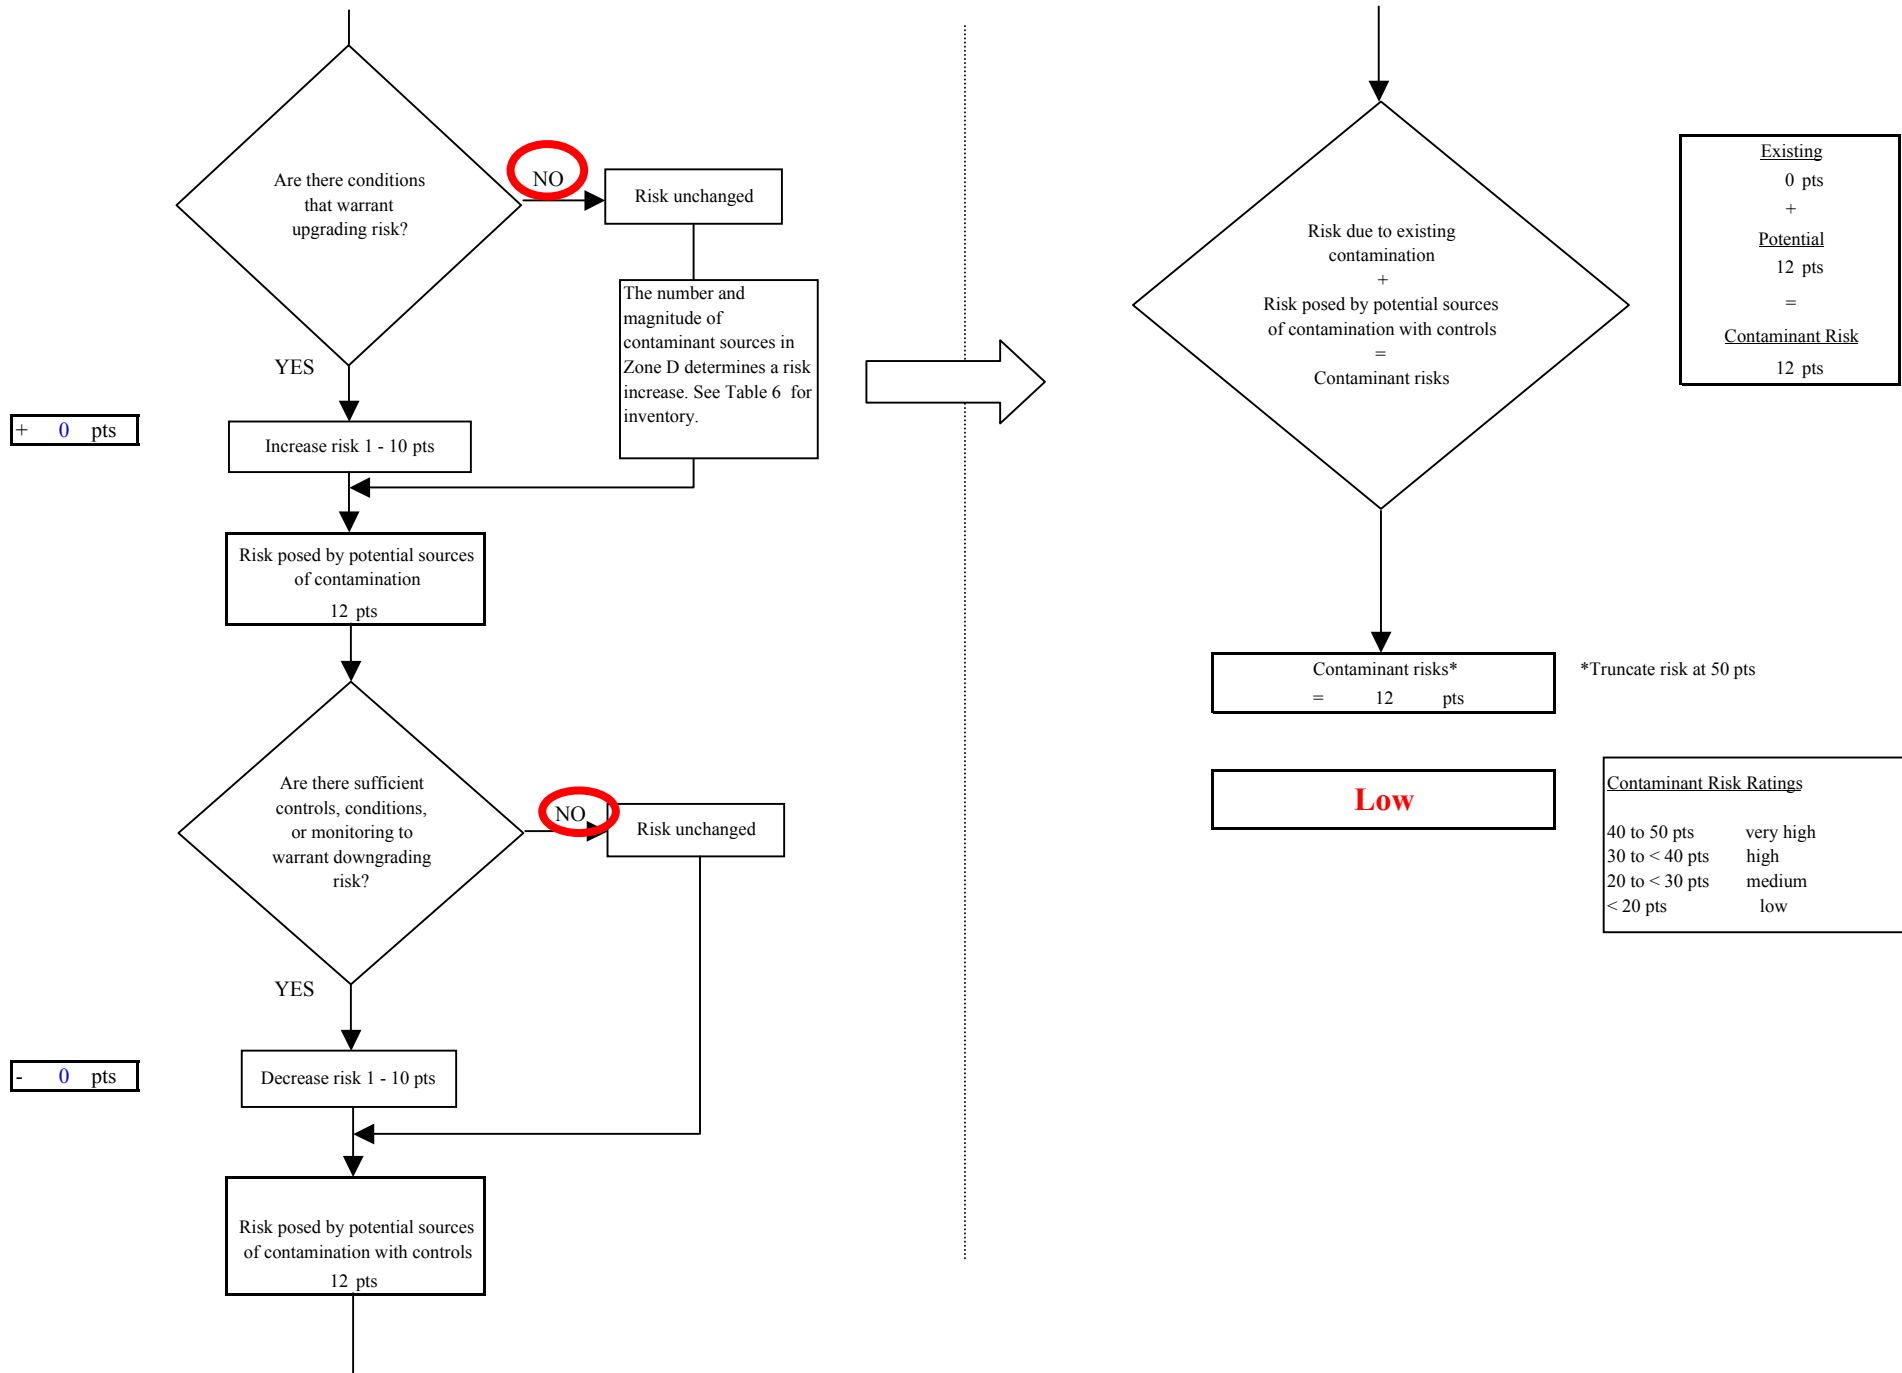 Are there conditions
that warrant
upgrading risk?
NO
Risk unchanged
The number and
magnitude of
contaminant sources in
Zone D determines a risk
increase. See Table 6 for
inventory.
YES
+ 0 pts
Increase risk 1 - 10 pts
Risk posed by potential sources
of contamination
12 pts
Are there sufficient
controls, conditions,
or monitoring to
warrant downgrading
risk?
NO
Risk unchanged
YES
- 0 pts
Decrease risk 1 - 10 pts
Risk posed by potential sources
of contamination with controls
12 pts
Risk due to existing
contamination
+
Risk posed by potential sources
of contamination with controls
=
Contaminant risks
Existing
0 pts
+
Potential
12 pts
=
Contaminant Risk
12 pts
Contaminant risks*
= 12 pts
*Truncate risk at 50 pts
Low
Contaminant Risk Ratings
40 to 50 pts very high
30 to < 40 pts high
20 to < 30 pts medium
< 20 pts low